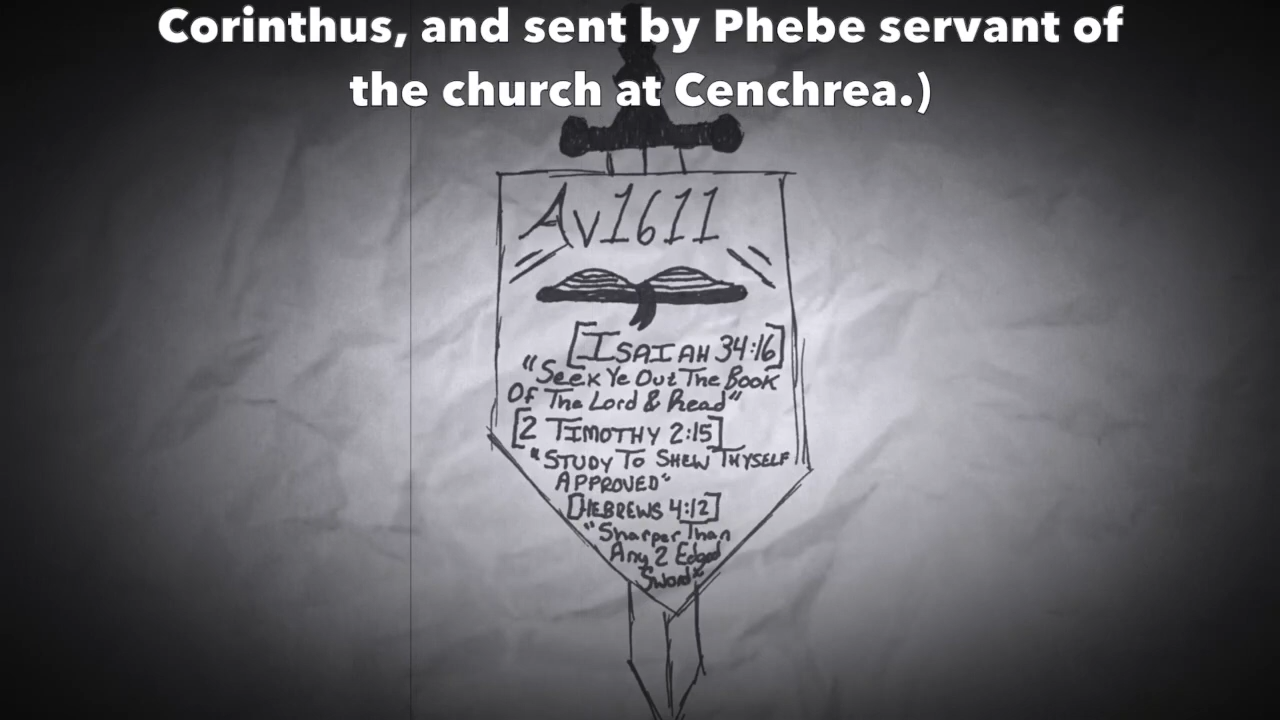 Corinthus, and sent by Phebe servant of
the church at Cenchrea.)
Av1611
[ISAIAH 34:16]
"Seek Ye Out The Book
Of The Lord & Read"
[2 TIMOTHY 2:15]
"STUDY TO SHEW THYSELF
APPROVED"
[HEBREWS 4:12]
"Sharper Than
Any 2 Edged
Sword"